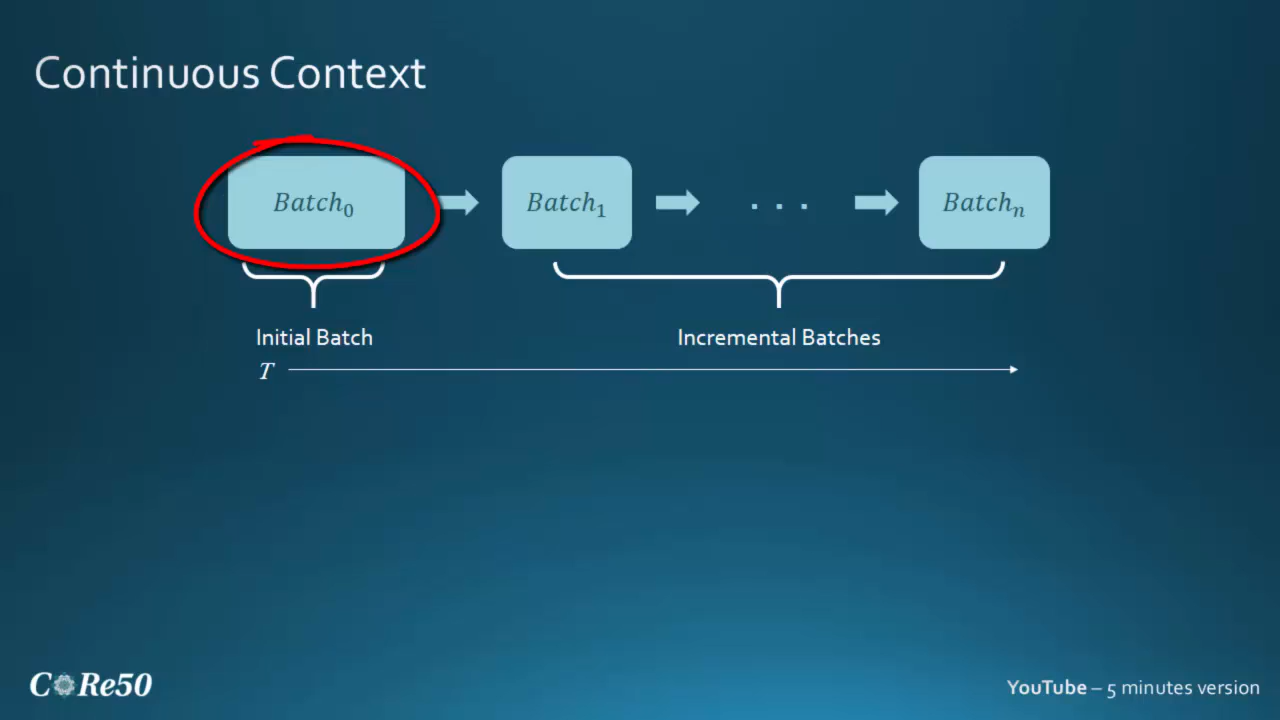 Continuous Context
Batch₀ Batch₁ . . . Batchₙ
Initial Batch Incremental Batches
T
CoRe50 YouTube – 5 minutes version